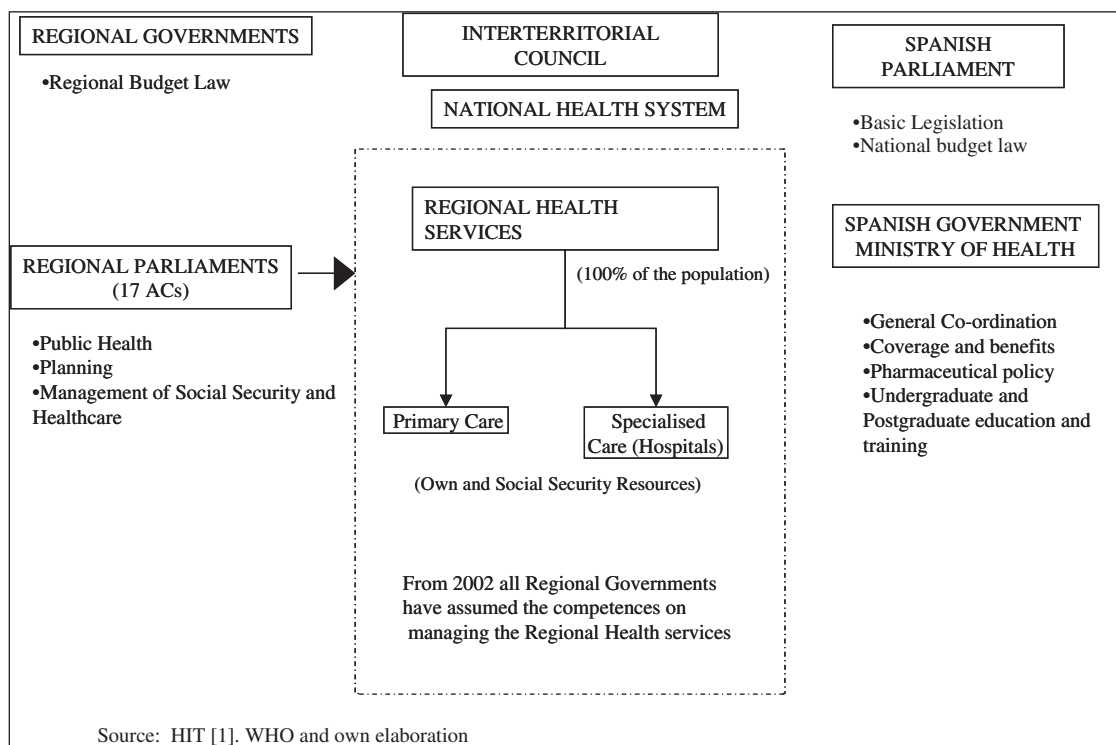 REGIONAL GOVERNMENTS
•Regional Budget Law
REGIONAL PARLIAMENTS
(17 ACs)
•Public Health
•Planning
•Management of Social Security and
Healthcare
INTERTERRITORIAL
COUNCIL
NATIONAL HEALTH SYSTEM
REGIONAL HEALTH
SERVICES
(100% of the population)
Primary Care
Specialised
Care (Hospitals)
(Own and Social Security Resources)
From 2002 all Regional Governments
have assumed the competences on
managing the Regional Health services
SPANISH
PARLIAMENT
•Basic Legislation
•National budget law
SPANISH GOVERNMENT
MINISTRY OF HEALTH
•General Co-ordination
•Coverage and benefits
•Pharmaceutical policy
•Undergraduate and
Postgraduate education and
training
Source: HIT [1]. WHO and own elaboration